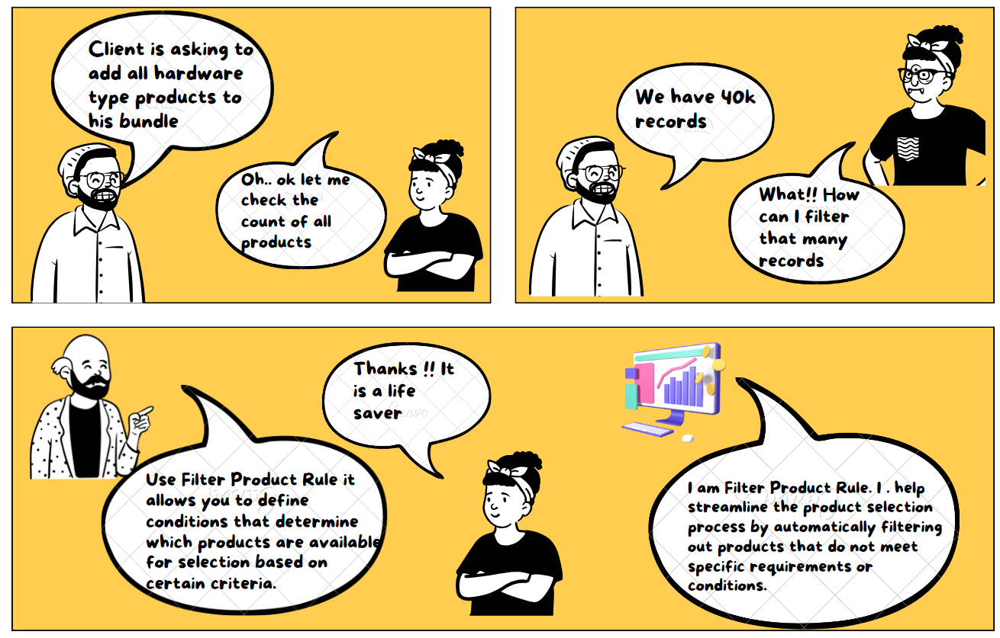 Client is asking to
add all hardware
type products to
his bundle
Oh.. ok let me
check the
count of all
products
We have 40k
records
What!! How
can I filter
that many
records
Use Filter Product Rule it
allows you to define
conditions that determine
which products are available
for selection based on
certain criteria.
Thanks !! It
is a life
saver
I am Filter Product Rule. I . help
streamline the product selection
process by automatically filtering
out products that do not meet
specific requirements or
conditions.